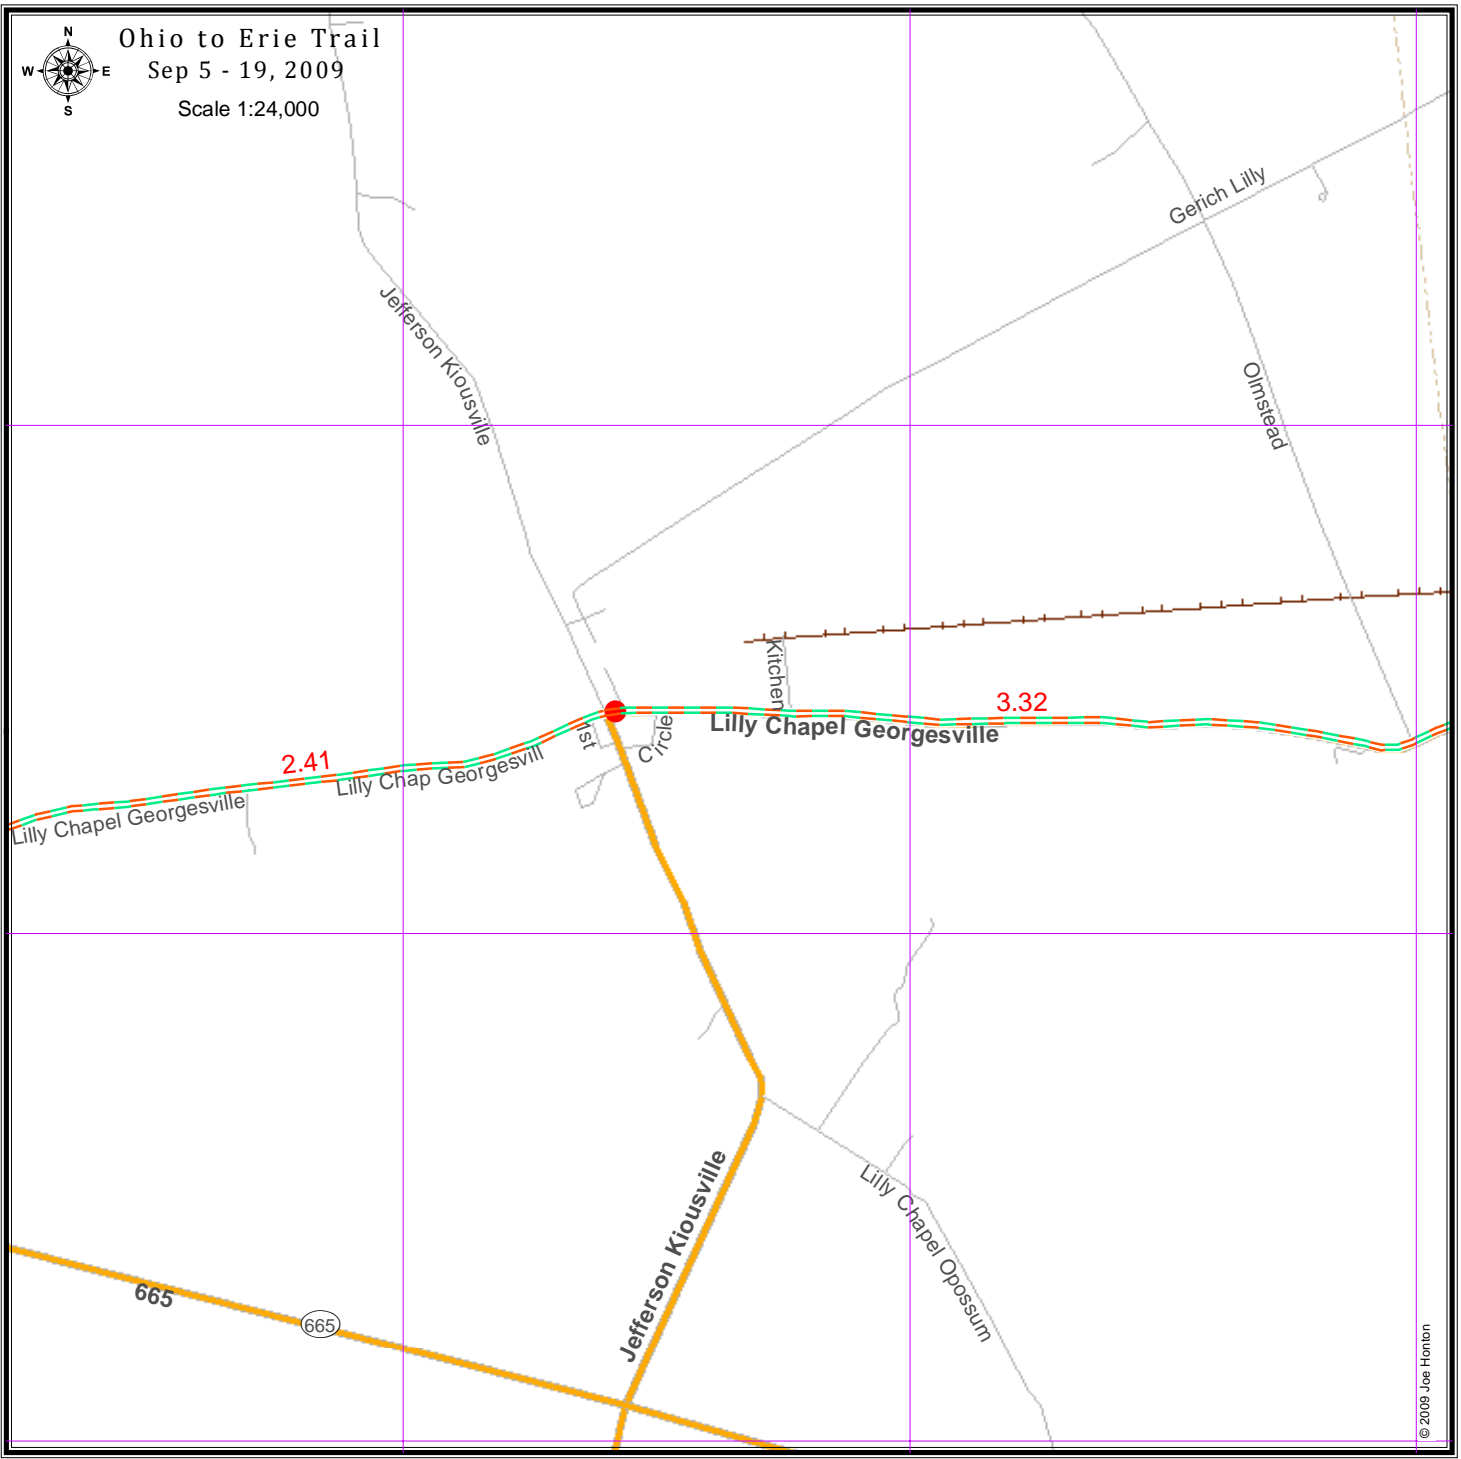 N
W E
S
Ohio to Erie Trail
Sep 5 - 19, 2009
Scale 1:24,000
Gerich Lilly
Jefferson Kiousville
Olmstead
Kitchen
3.32
Lilly Chapel Georgesville
1st
Circle
2.41
Lilly Chap Georgesvill
Lilly Chapel Georgesville
Jefferson Kiousville
Lilly Chapel Opossum
665
665
© 2009 Joe Honton